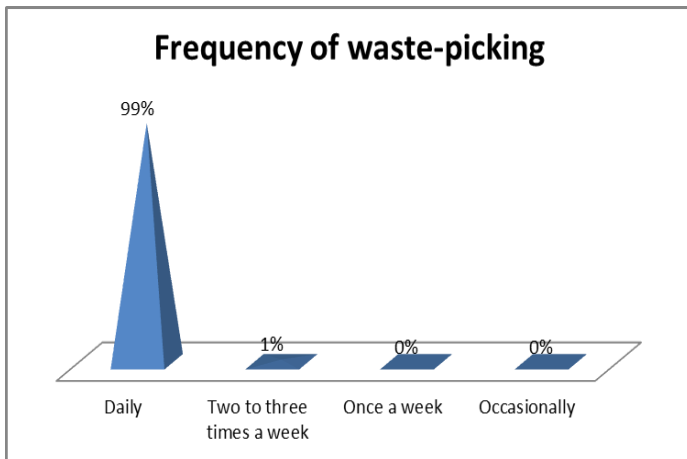 Frequency of waste-picking
99%
1%
0%
0%
Daily
Two to three
times a week
Once a week
Occasionally